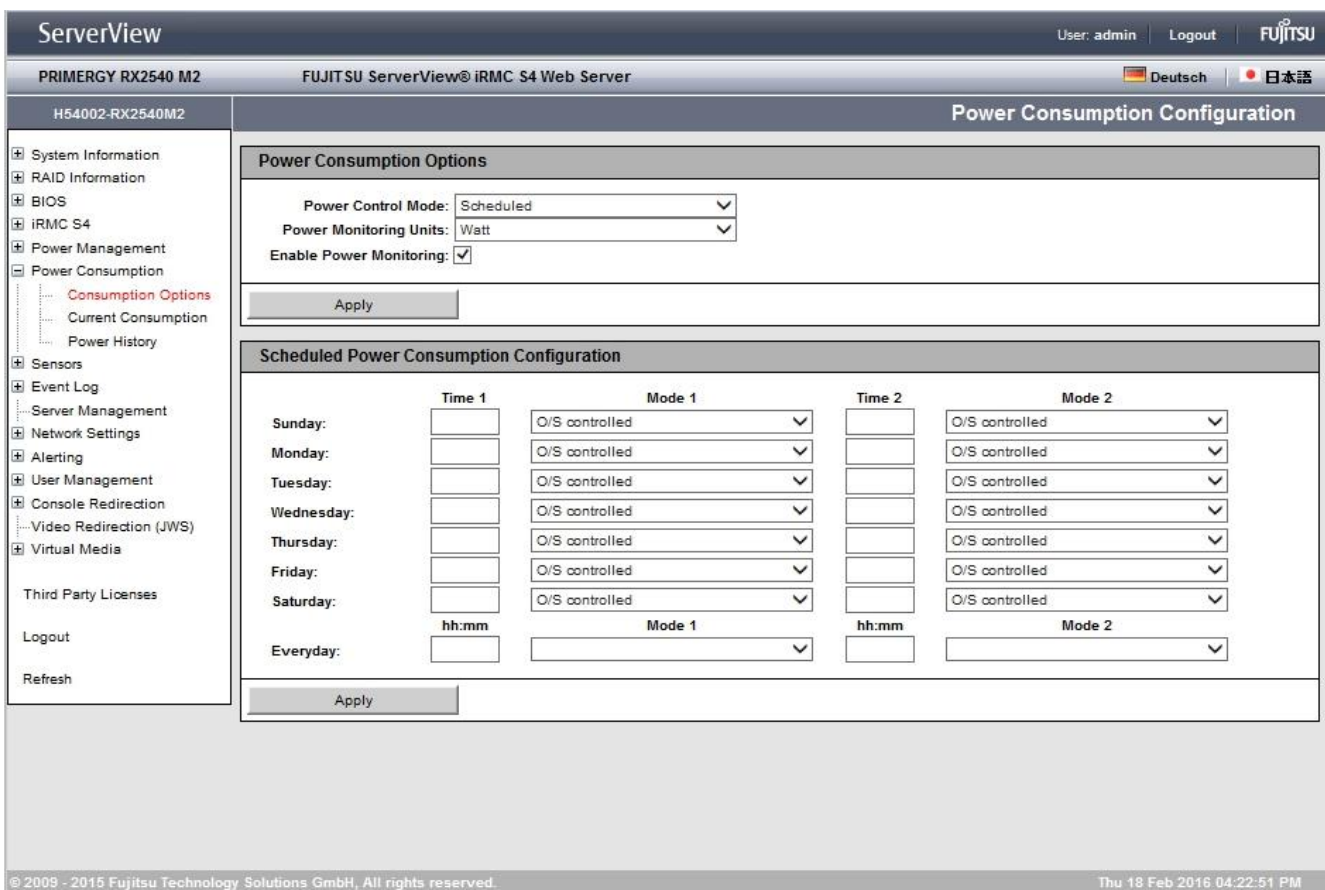 ServerView
User: admin Logout FUJITSU
PRIMERGY RX2540 M2 FUJITSU ServerView® iRMC S4 Web Server Deutsch 日本語
H54002-RX2540M2 Power Consumption Configuration
System Information
RAID Information
BIOS
iRMC S4
Power Management
Power Consumption
Consumption Options
Current Consumption
Power History
Sensors
Event Log
Server Management
Network Settings
Alerting
User Management
Console Redirection
Video Redirection (JWS)
Virtual Media
Third Party Licenses
Logout
Refresh
Power Consumption Options
Power Control Mode: Scheduled
Power Monitoring Units: Watt
Enable Power Monitoring:
Apply
Scheduled Power Consumption Configuration
Time 1 Mode 1 Time 2 Mode 2
Sunday: O/S controlled O/S controlled
Monday: O/S controlled O/S controlled
Tuesday: O/S controlled O/S controlled
Wednesday: O/S controlled O/S controlled
Thursday: O/S controlled O/S controlled
Friday: O/S controlled O/S controlled
Saturday: O/S controlled O/S controlled
hh:mm Mode 1 hh:mm Mode 2
Everyday:
Apply
© 2009 - 2015 Fujitsu Technology Solutions GmbH, All rights reserved. Thu 18 Feb 2016 04:22:51 PM